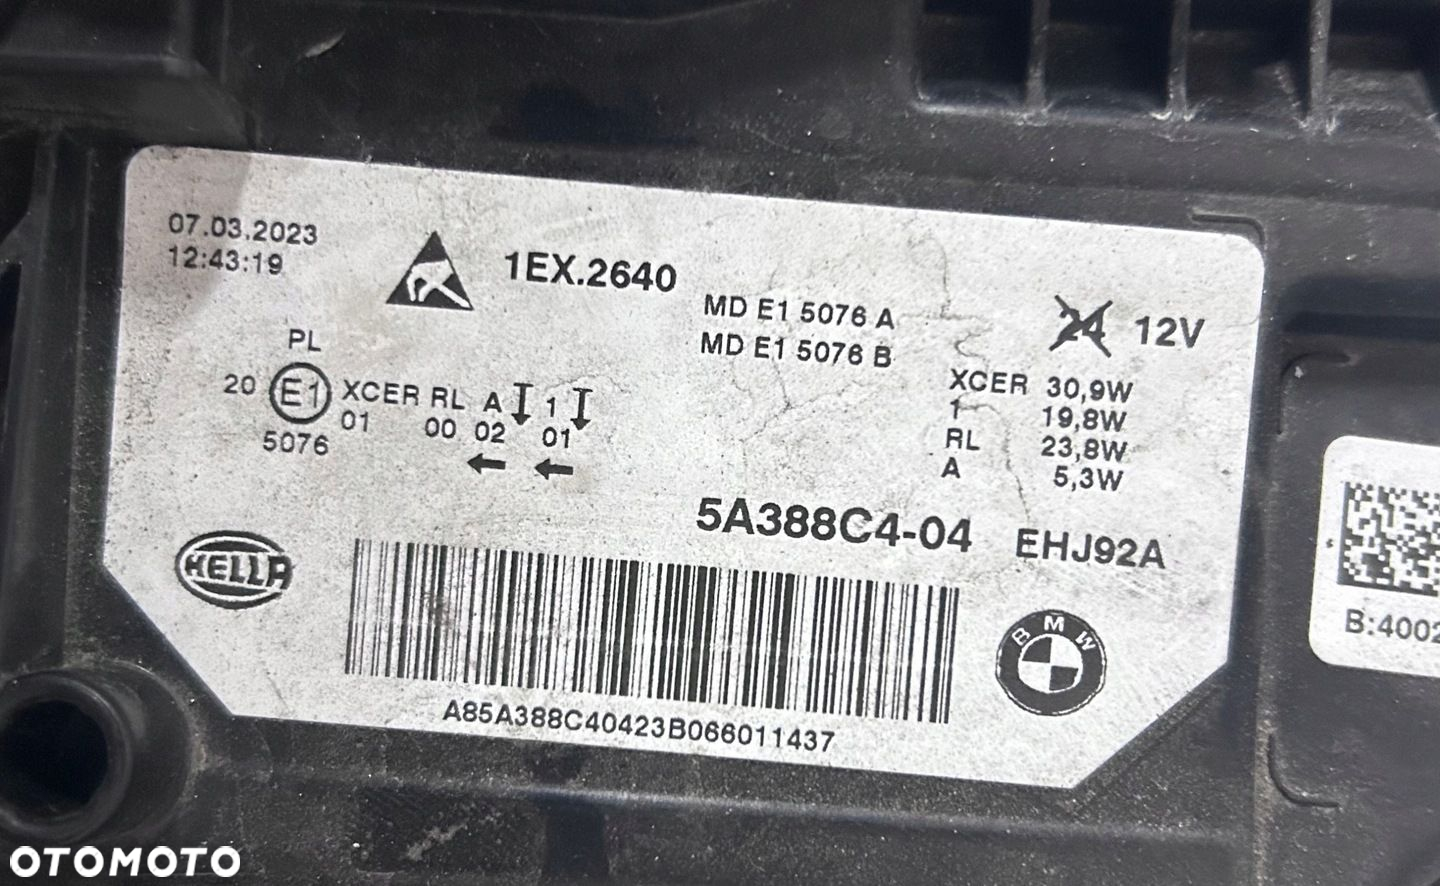 07.03.2023
12:43:19
1EX.2640
MD E1 5076 A
MD E1 5076 B
24 12V
PL
20 E1 XCER RL A 1
01 00 02 01
5076
XCER 30,9W
1 19,8W
RL 23,8W
A 5,3W
5A388C4-04 EHJ92A
HELLA
BMW
A85A388C40423B066011437
B:4002
OTOMOTO